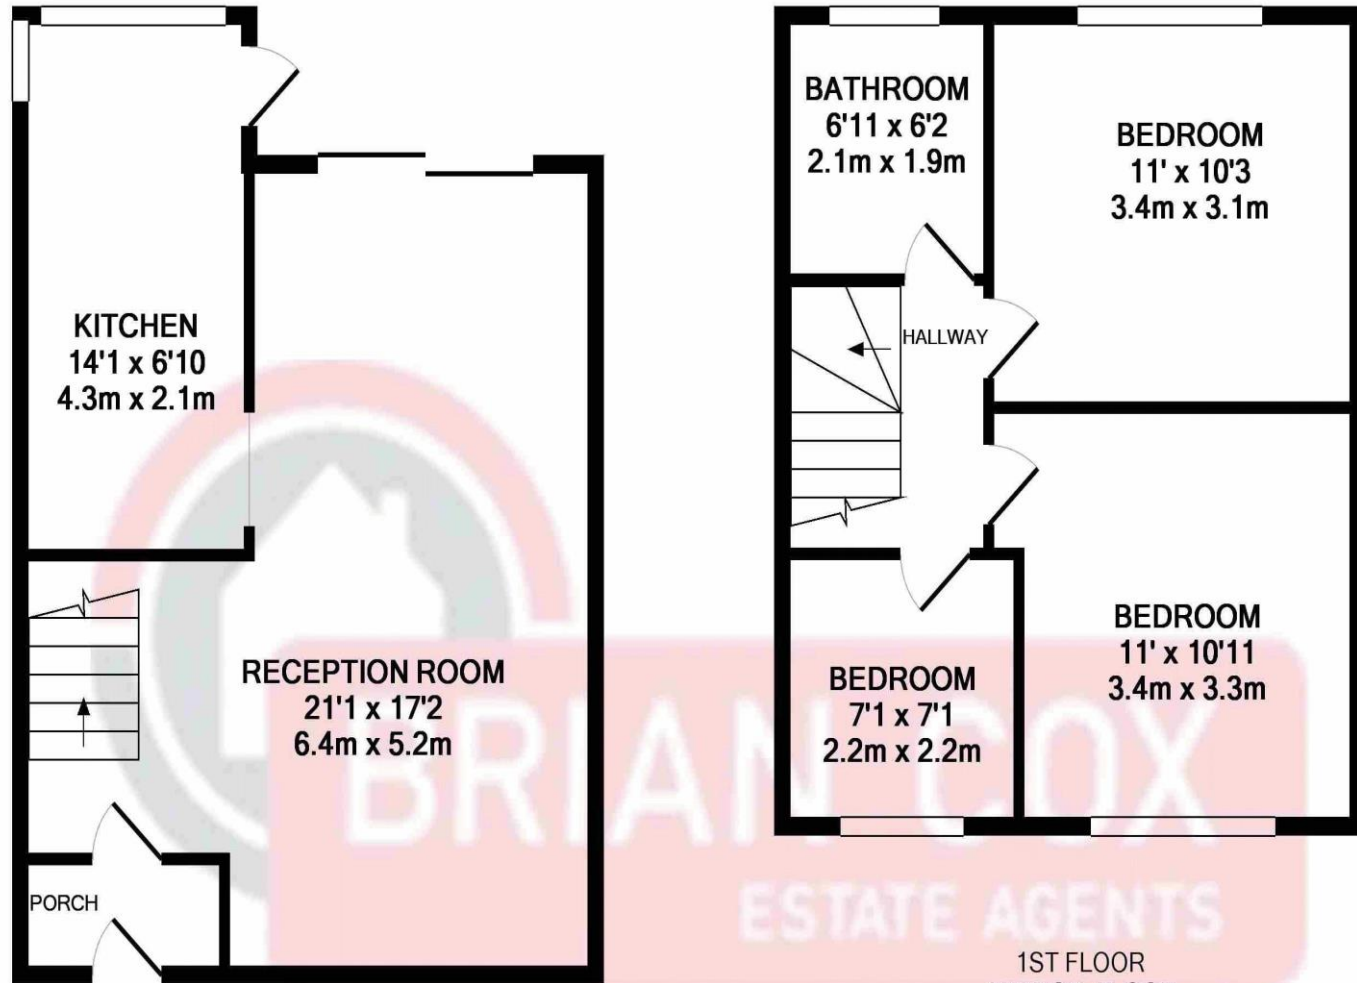 KITCHEN
14'1 x 6'10
4.3m x 2.1m
RECEPTION ROOM
21'1 x 17'2
6.4m x 5.2m
PORCH
BATHROOM
6'11 x 6'2
2.1m x 1.9m
BEDROOM
11' x 10'3
3.4m x 3.1m
HALLWAY
BEDROOM
7'1 x 7'1
2.2m x 2.2m
BEDROOM
11' x 10'11
3.4m x 3.3m
BRIAN COX
ESTATE AGENTS
1ST FLOOR